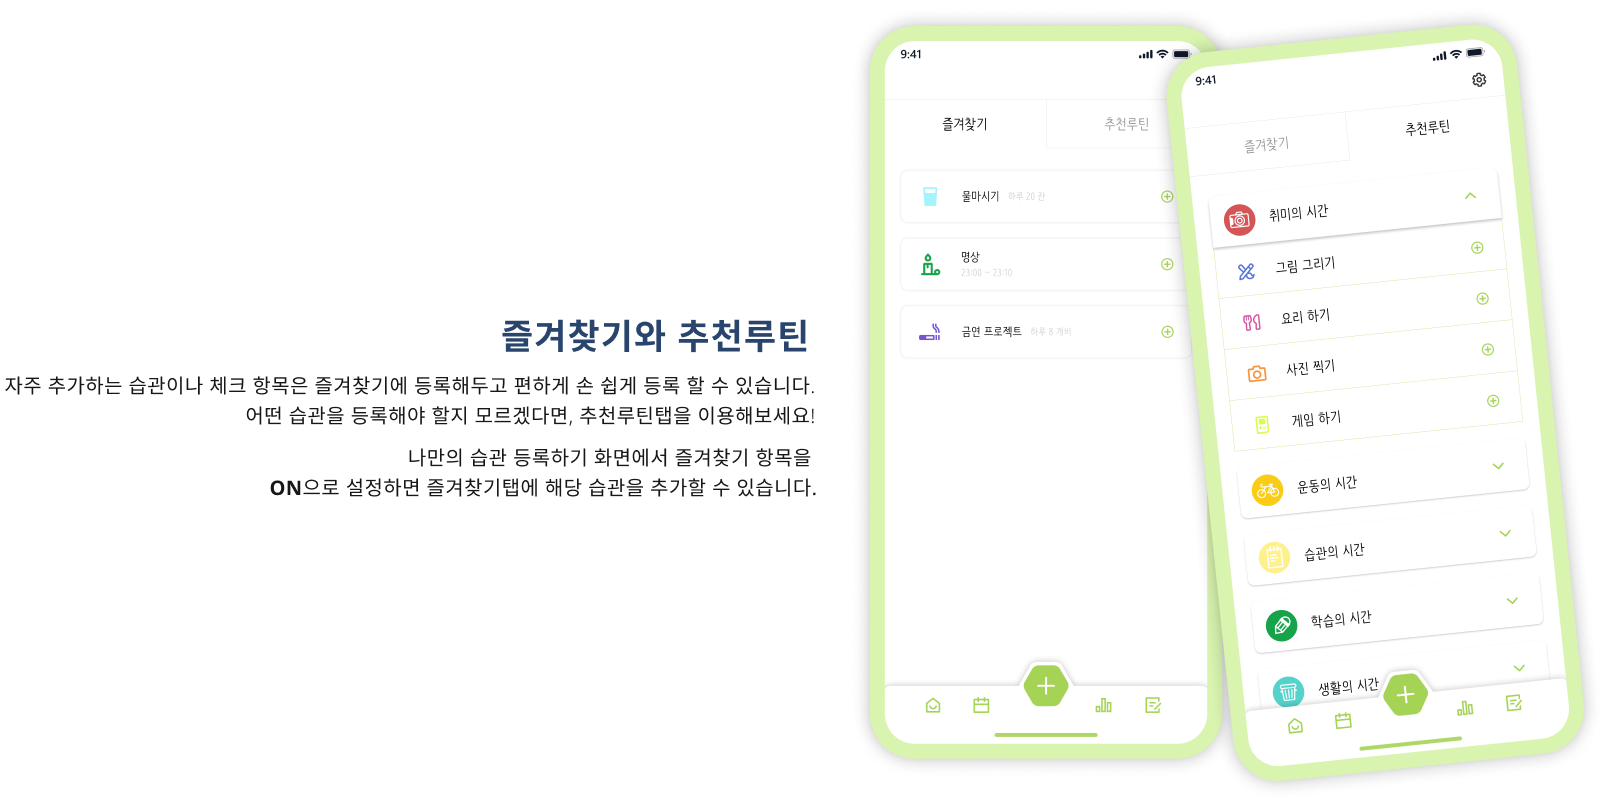 즐겨찾기와 추천루틴
자주 추가하는 습관이나 체크 항목은 즐겨찾기에 등록해두고 편하게 손 쉽게 등록 할 수 있습니다.
어떤 습관을 등록해야 할지 모르겠다면, 추천루틴탭을 이용해보세요!
나만의 습관 등록하기 화면에서 즐겨찾기 항목을
ON으로 설정하면 즐겨찾기탭에 해당 습관을 추가할 수 있습니다.
9:41
즐겨찾기 추천루틴
물마시기 하루 20 잔
명상
23:00 ~ 23:10
금연 프로젝트 하루 8 개비
9:41
즐겨찾기 추천루틴
취미의 시간
그림 그리기
요리 하기
사진 찍기
게임 하기
운동의 시간
습관의 시간
학습의 시간
생활의 시간